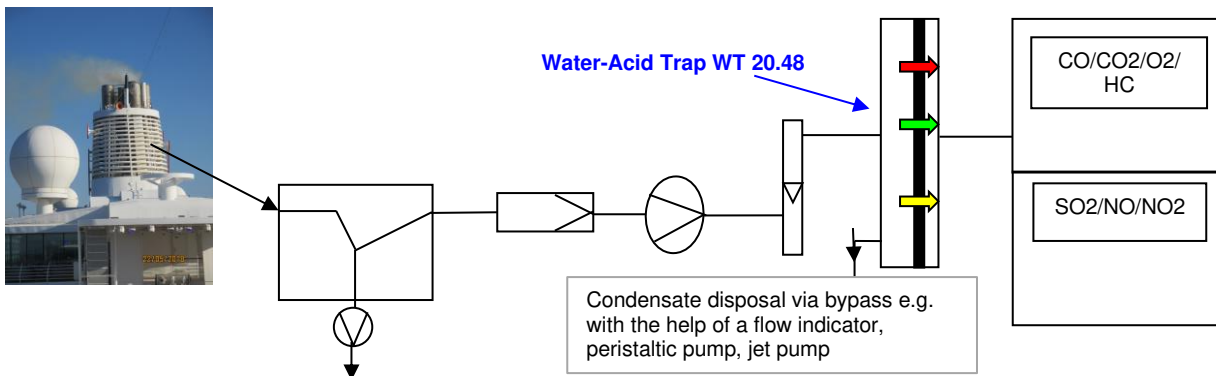 Water-Acid Trap WT 20.48
CO/CO2/O2/
HC
SO2/NO/NO2
Condensate disposal via bypass e.g.
with the help of a flow indicator,
peristaltic pump, jet pump